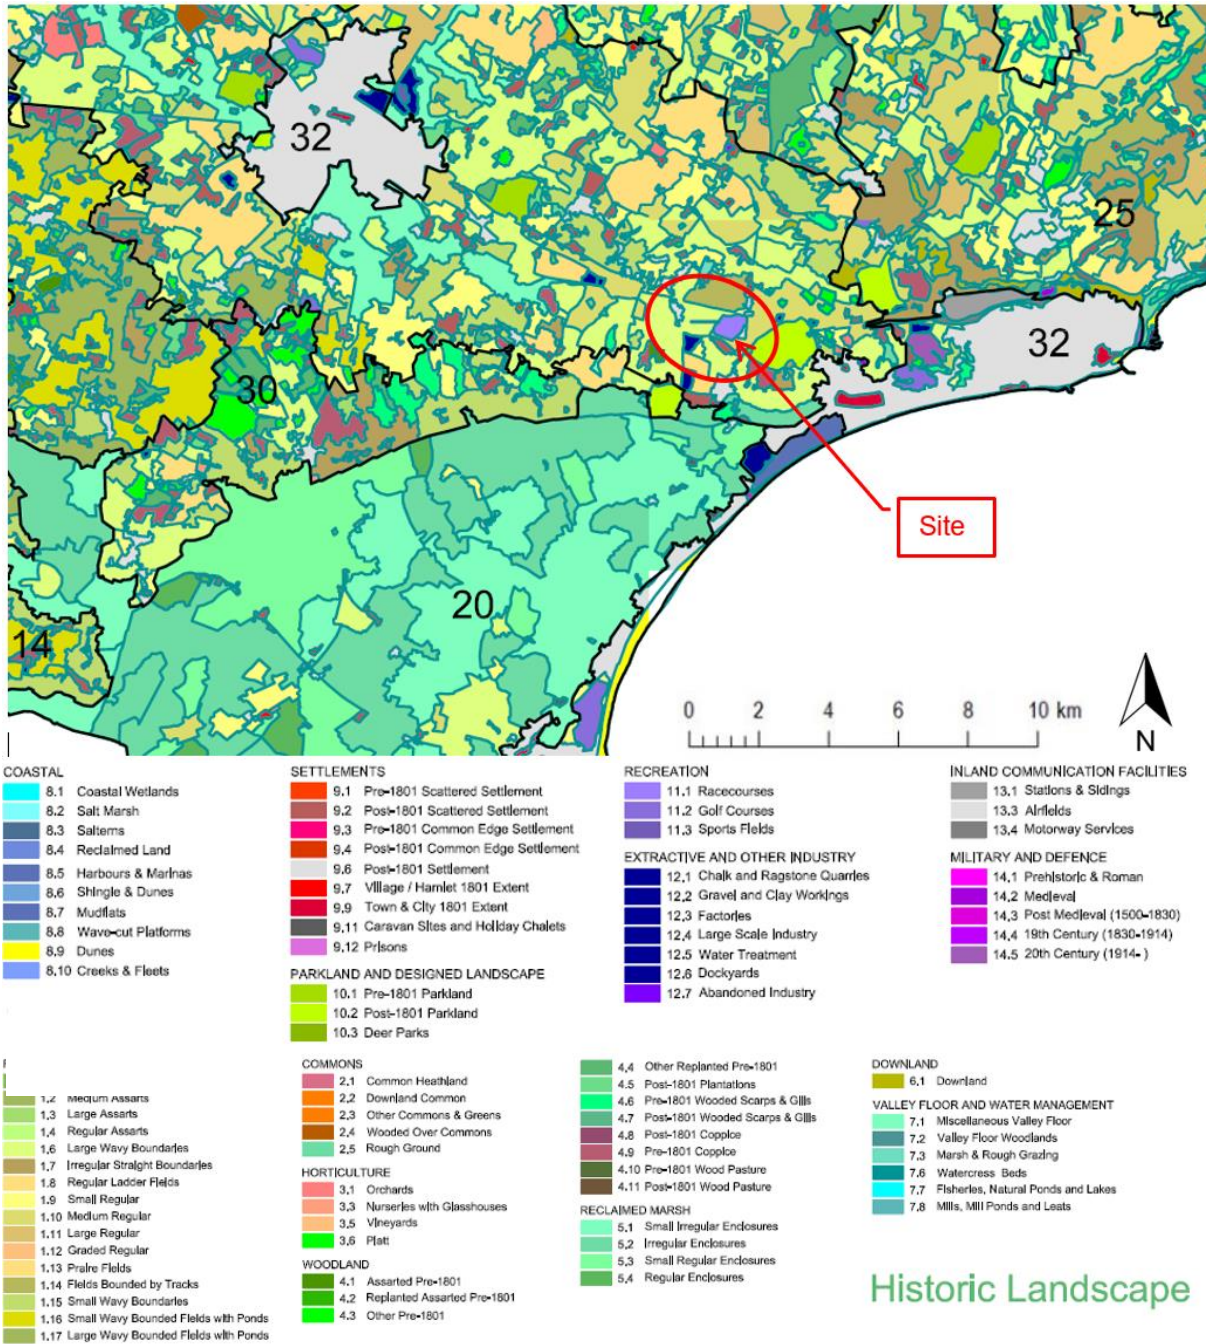 32
25
32
30
Site
20
14
0 2 4 6 8 10 km
N
COASTAL
8.1 Coastal Wetlands
8.2 Salt Marsh
8.3 Salterns
8.4 Reclaimed Land
8.5 Harbours & Marinas
8.6 Shingle & Dunes
8.7 Mudflats
8.8 Wave-cut Platforms
8.9 Dunes
8.10 Creeks & Fleets
SETTLEMENTS
9.1 Pre-1801 Scattered Settlement
9.2 Post-1801 Scattered Settlement
9.3 Pre-1801 Common Edge Settlement
9.4 Post-1801 Common Edge Settlement
9.6 Post-1801 Settlement
9.7 Village / Hamlet 1801 Extent
9.9 Town & City 1801 Extent
9.11 Caravan Sites and Holiday Chalets
9.12 Prisons
PARKLAND AND DESIGNED LANDSCAPE
10.1 Pre-1801 Parkland
10.2 Post-1801 Parkland
10.3 Deer Parks
RECREATION
11.1 Racecourses
11.2 Golf Courses
11.3 Sports Fields
EXTRACTIVE AND OTHER INDUSTRY
12.1 Chalk and Ragstone Quarries
12.2 Gravel and Clay Workings
12.3 Factories
12.4 Large Scale Industry
12.5 Water Treatment
12.6 Dockyards
12.7 Abandoned Industry
INLAND COMMUNICATION FACILITIES
13.1 Stations & Sidings
13.3 Airfields
13.4 Motorway Services
MILITARY AND DEFENCE
14.1 Prehistoric & Roman
14.2 Medieval
14.3 Post Medieval (1500-1830)
14.4 19th Century (1830-1914)
14.5 20th Century (1914- )
1.2 Medium Assarts
1.3 Large Assarts
1.4 Regular Assarts
1.6 Large Wavy Boundaries
1.7 Irregular Straight Boundaries
1.8 Regular Ladder Fields
1.9 Small Regular
1.10 Medium Regular
1.11 Large Regular
1.12 Graded Regular
1.13 Prairie Fields
1.14 Fields Bounded by Tracks
1.15 Small Wavy Boundaries
1.16 Small Wavy Bounded Fields with Ponds
1.17 Large Wavy Bounded Fields with Ponds
COMMONS
2.1 Common Heathland
2.2 Downland Common
2.3 Other Commons & Greens
2.4 Wooded Over Commons
2.5 Rough Ground
HORTICULTURE
3.1 Orchards
3.3 Nurseries with Glasshouses
3.5 Vineyards
3.6 Platt
WOODLAND
4.1 Assarted Pre-1801
4.2 Replanted Assarted Pre-1801
4.3 Other Pre-1801
4.4 Other Replanted Pre-1801
4.5 Post-1801 Plantations
4.6 Pre-1801 Wooded Scarps & Gills
4.7 Post-1801 Wooded Scarps & Gills
4.8 Post-1801 Coppice
4.9 Pre-1801 Coppice
4.10 Pre-1801 Wood Pasture
4.11 Post-1801 Wood Pasture
RECLAIMED MARSH
5.1 Small Irregular Enclosures
5.2 Irregular Enclosures
5.3 Small Regular Enclosures
5.4 Regular Enclosures
DOWNLAND
6.1 Downland
VALLEY FLOOR AND WATER MANAGEMENT
7.1 Miscellaneous Valley Floor
7.2 Valley Floor Woodlands
7.3 Marsh & Rough Grazing
7.6 Watercress Beds
7.7 Fisheries, Natural Ponds and Lakes
7.8 Mills, Mill Ponds and Leats
Historic Landscape